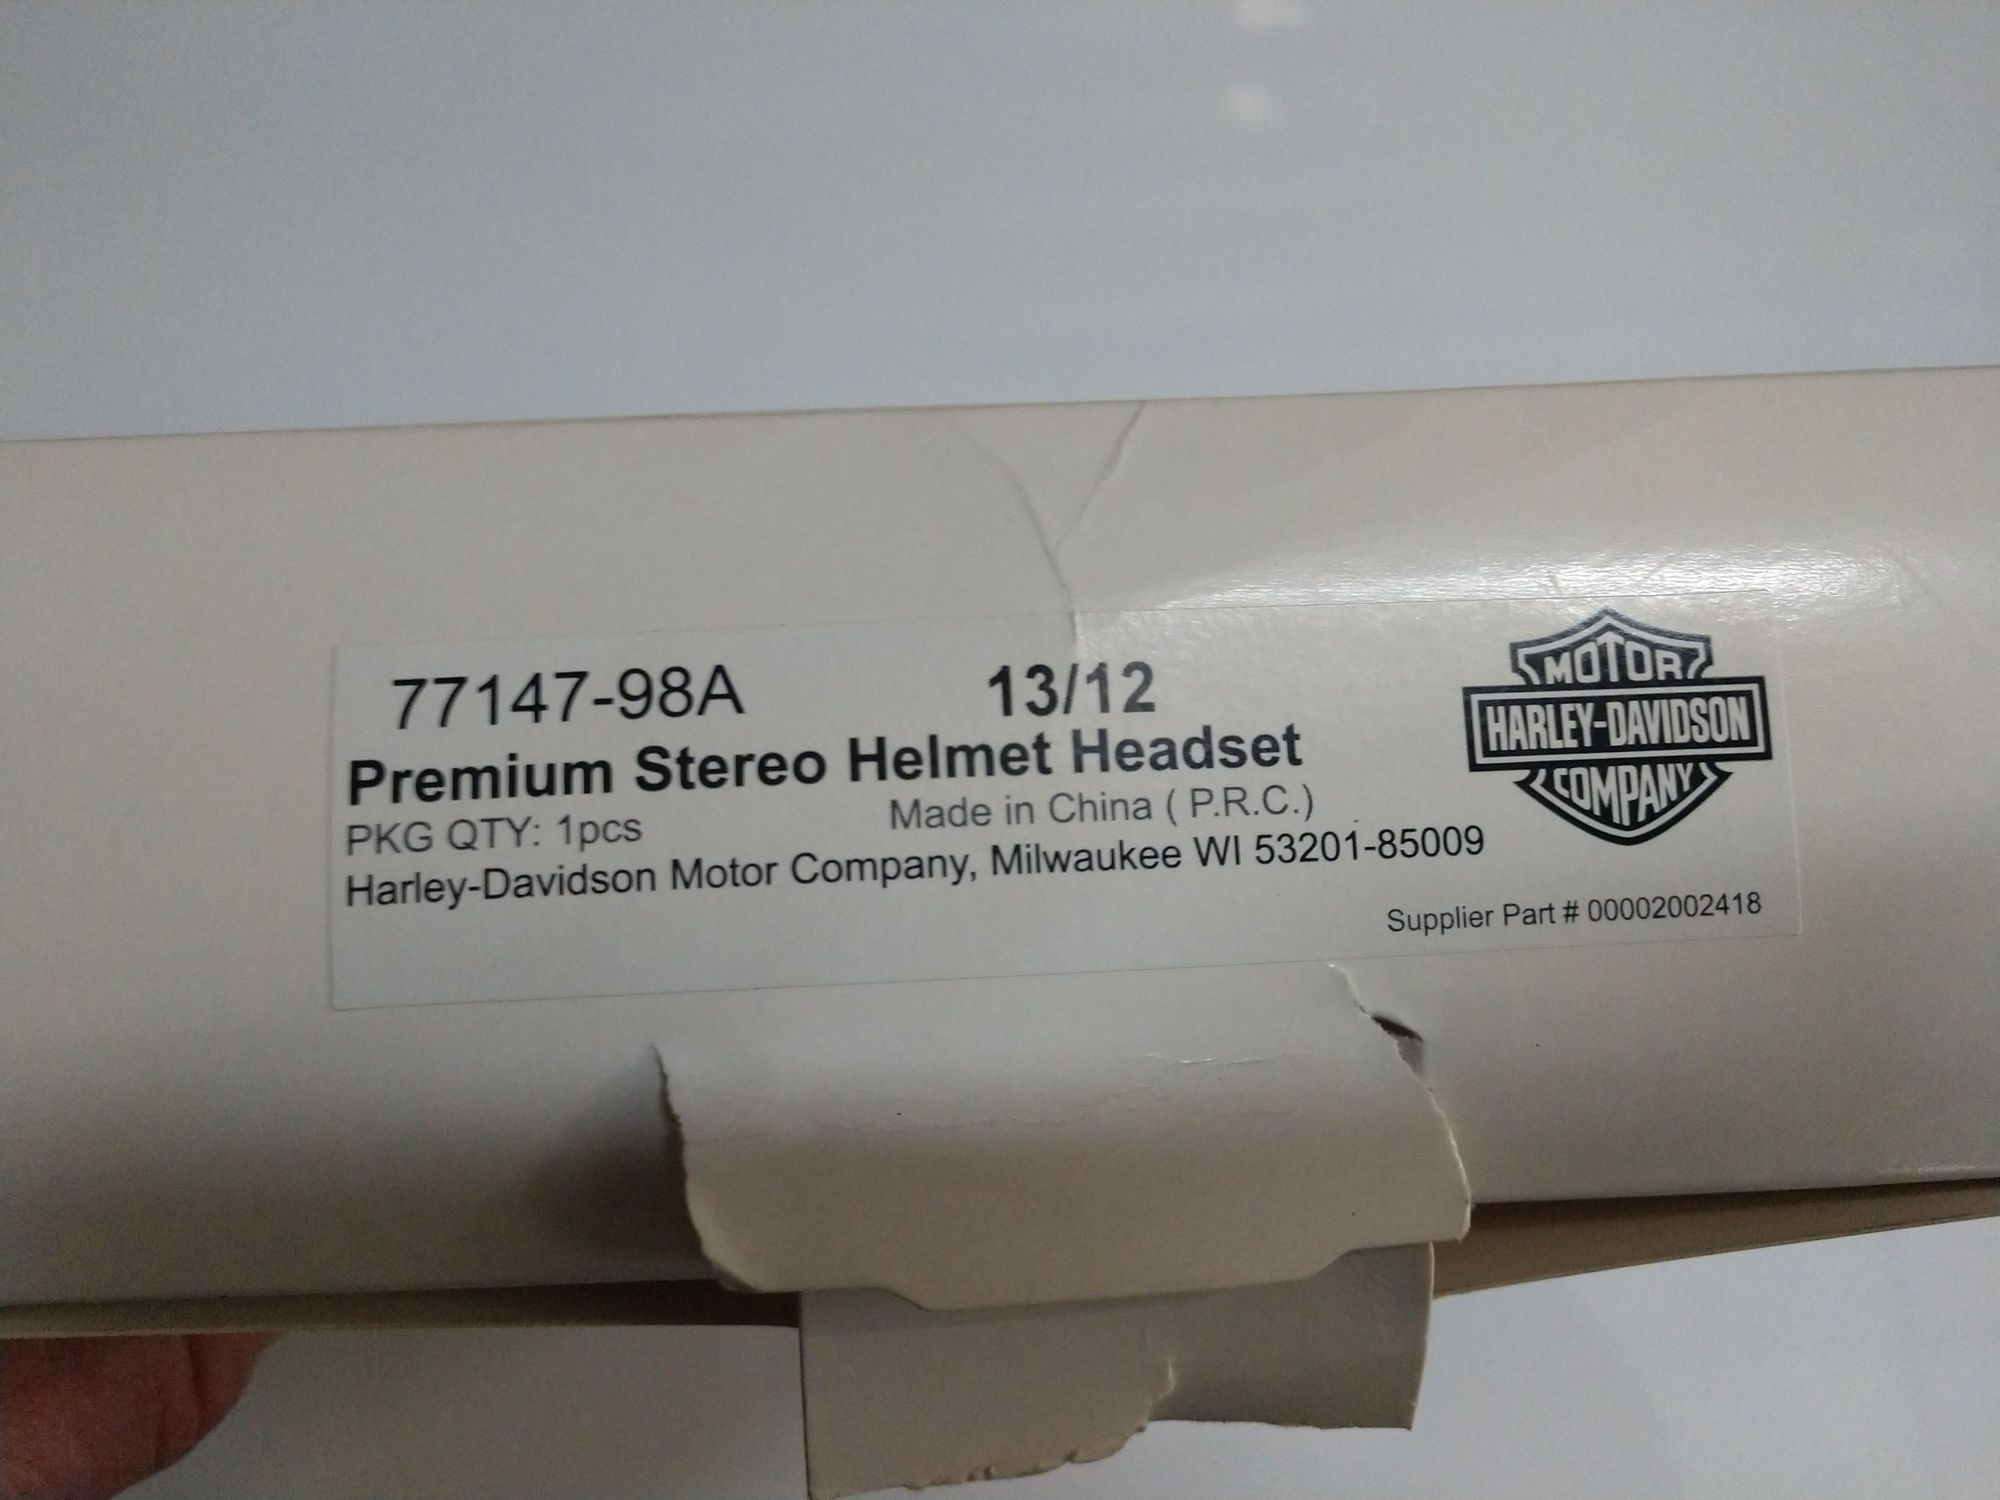 77147-98A 13/12
Premium Stereo Helmet Headset
PKG QTY: 1pcs Made in China ( P.R.C.)
Harley-Davidson Motor Company, Milwaukee WI 53201-85009
Supplier Part # 00002002418
MOTOR
HARLEY-DAVIDSON
COMPANY